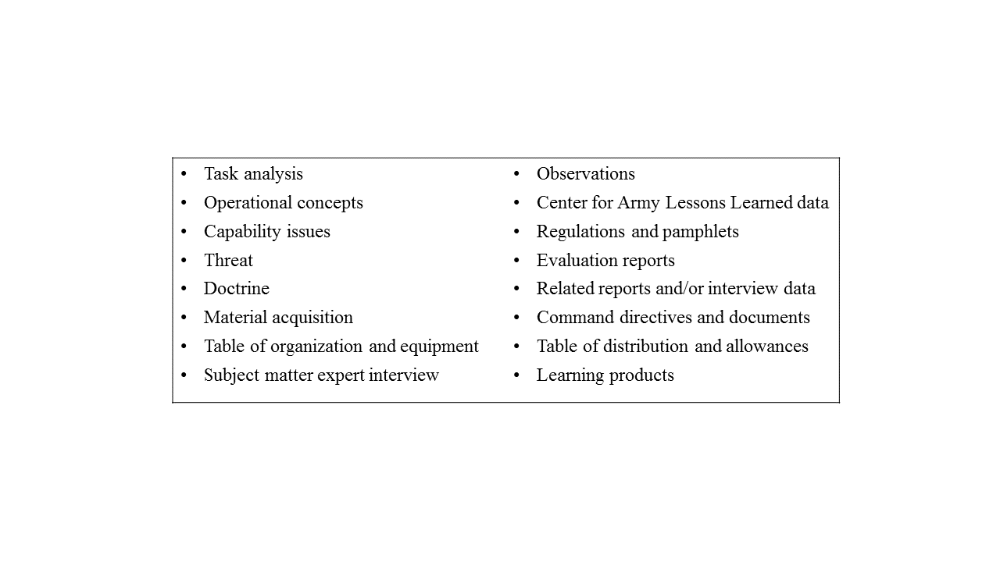 • Task analysis
• Operational concepts
• Capability issues
• Threat
• Doctrine
• Material acquisition
• Table of organization and equipment
• Subject matter expert interview
• Observations
• Center for Army Lessons Learned data
• Regulations and pamphlets
• Evaluation reports
• Related reports and/or interview data
• Command directives and documents
• Table of distribution and allowances
• Learning products